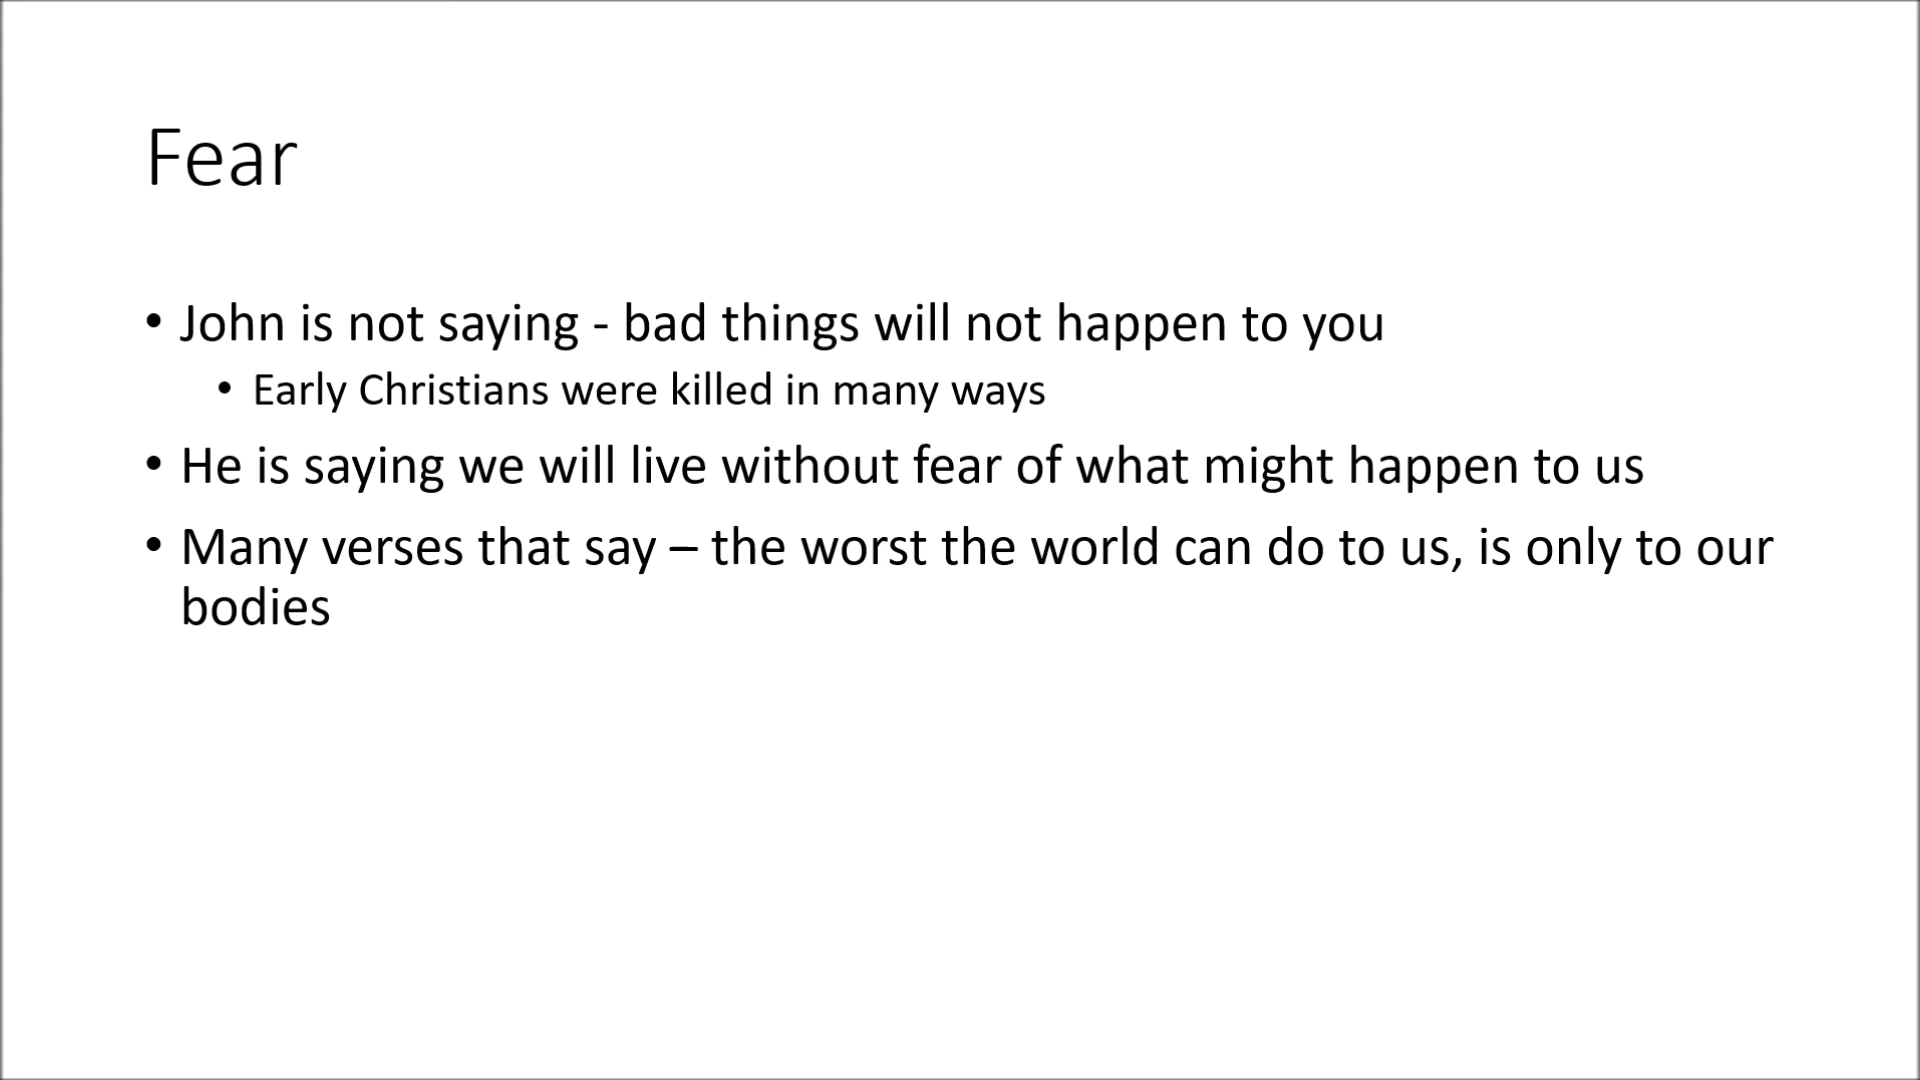 Fear
• John is not saying - bad things will not happen to you
• Early Christians were killed in many ways
• He is saying we will live without fear of what might happen to us
• Many verses that say – the worst the world can do to us, is only to our
bodies